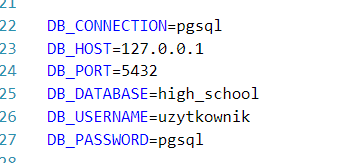 22 DB_CONNECTION=pgsql
23 DB_HOST=127.0.0.1
24 DB_PORT=5432
25 DB_DATABASE=high_school
26 DB_USERNAME=uzytkownik
27 DB_PASSWORD=pgsql